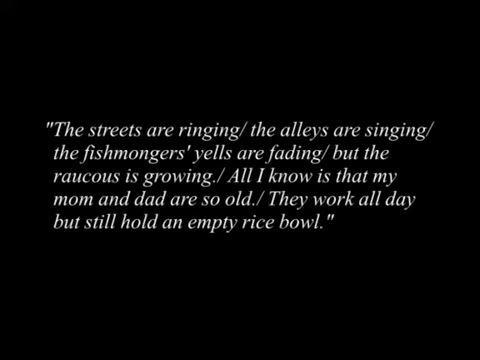 "The streets are ringing/ the alleys are singing/
the fishmongers' yells are fading/ but the
raucous is growing./ All I know is that my
mom and dad are so old./ They work all day
but still hold an empty rice bowl."